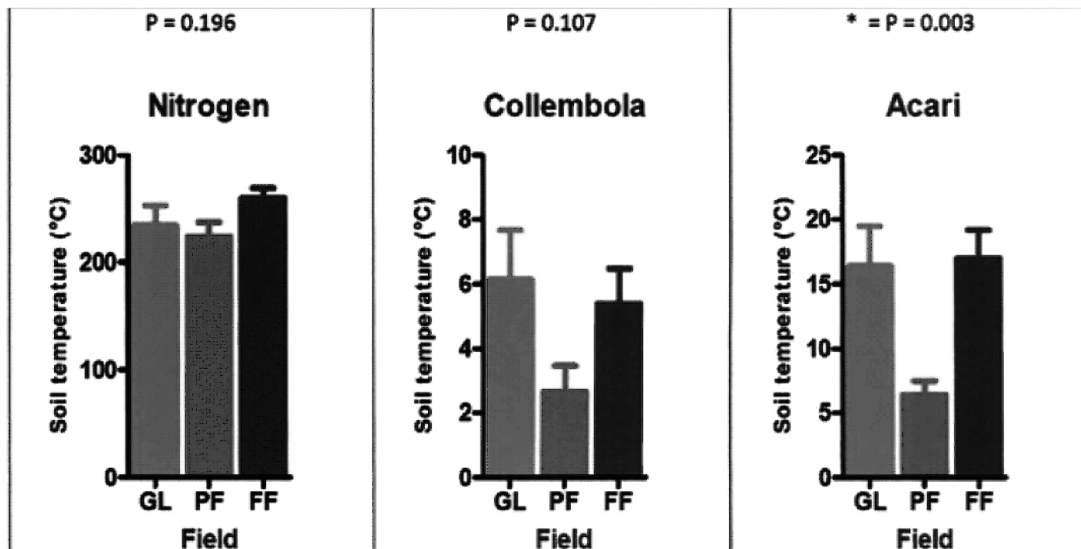 P = 0.196
Nitrogen
300
200
100
0
Soil temperature (°C)
GL PF FF
Field
P = 0.107
Collembola
10
8
6
4
2
0
Soil temperature (°C)
GL PF FF
Field
* = P = 0.003
Acari
25
20
15
10
5
0
Soil temperature (°C)
GL PF FF
Field